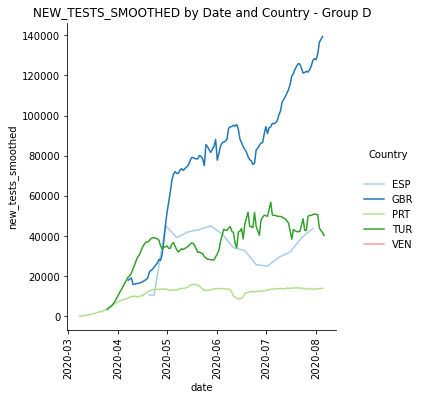 NEW_TESTS_SMOOTHED by Date and Country - Group D
140000
120000
100000
80000
60000
40000
20000
0
new_tests_smoothed
2020-03
2020-04
2020-05
2020-06
2020-07
2020-08
date
Country
ESP
GBR
PRT
TUR
VEN